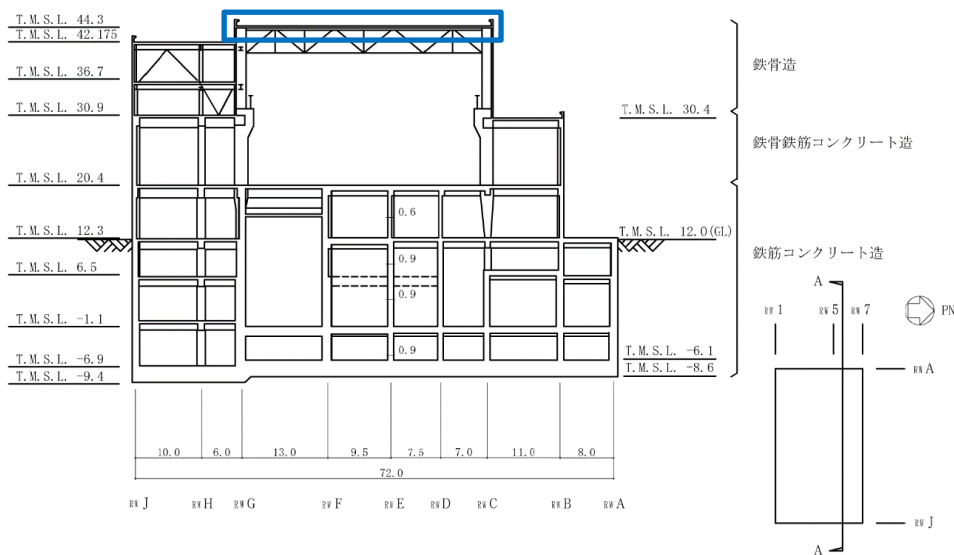 T.M.S.L. 44.3
T.M.S.L. 42.175
T.M.S.L. 36.7
T.M.S.L. 30.9
T.M.S.L. 20.4
T.M.S.L. 12.3
T.M.S.L. 6.5
T.M.S.L. -1.1
T.M.S.L. -6.9
T.M.S.L. -9.4
0.6
0.9
0.9
0.9
T.M.S.L. 30.4
T.M.S.L. 12.0(GL)
T.M.S.L. -6.1
T.M.S.L. -8.6
鉄骨造
鉄骨鉄筋コンクリート造
鉄筋コンクリート造
10.0 6.0 13.0 9.5 7.5 7.0 11.0 8.0
72.0
RW J RW H RW G RW F RW E RW D RW C RW B RW A
A
RW 1 RW 5 RW 7 PN
RW A
RW J
A